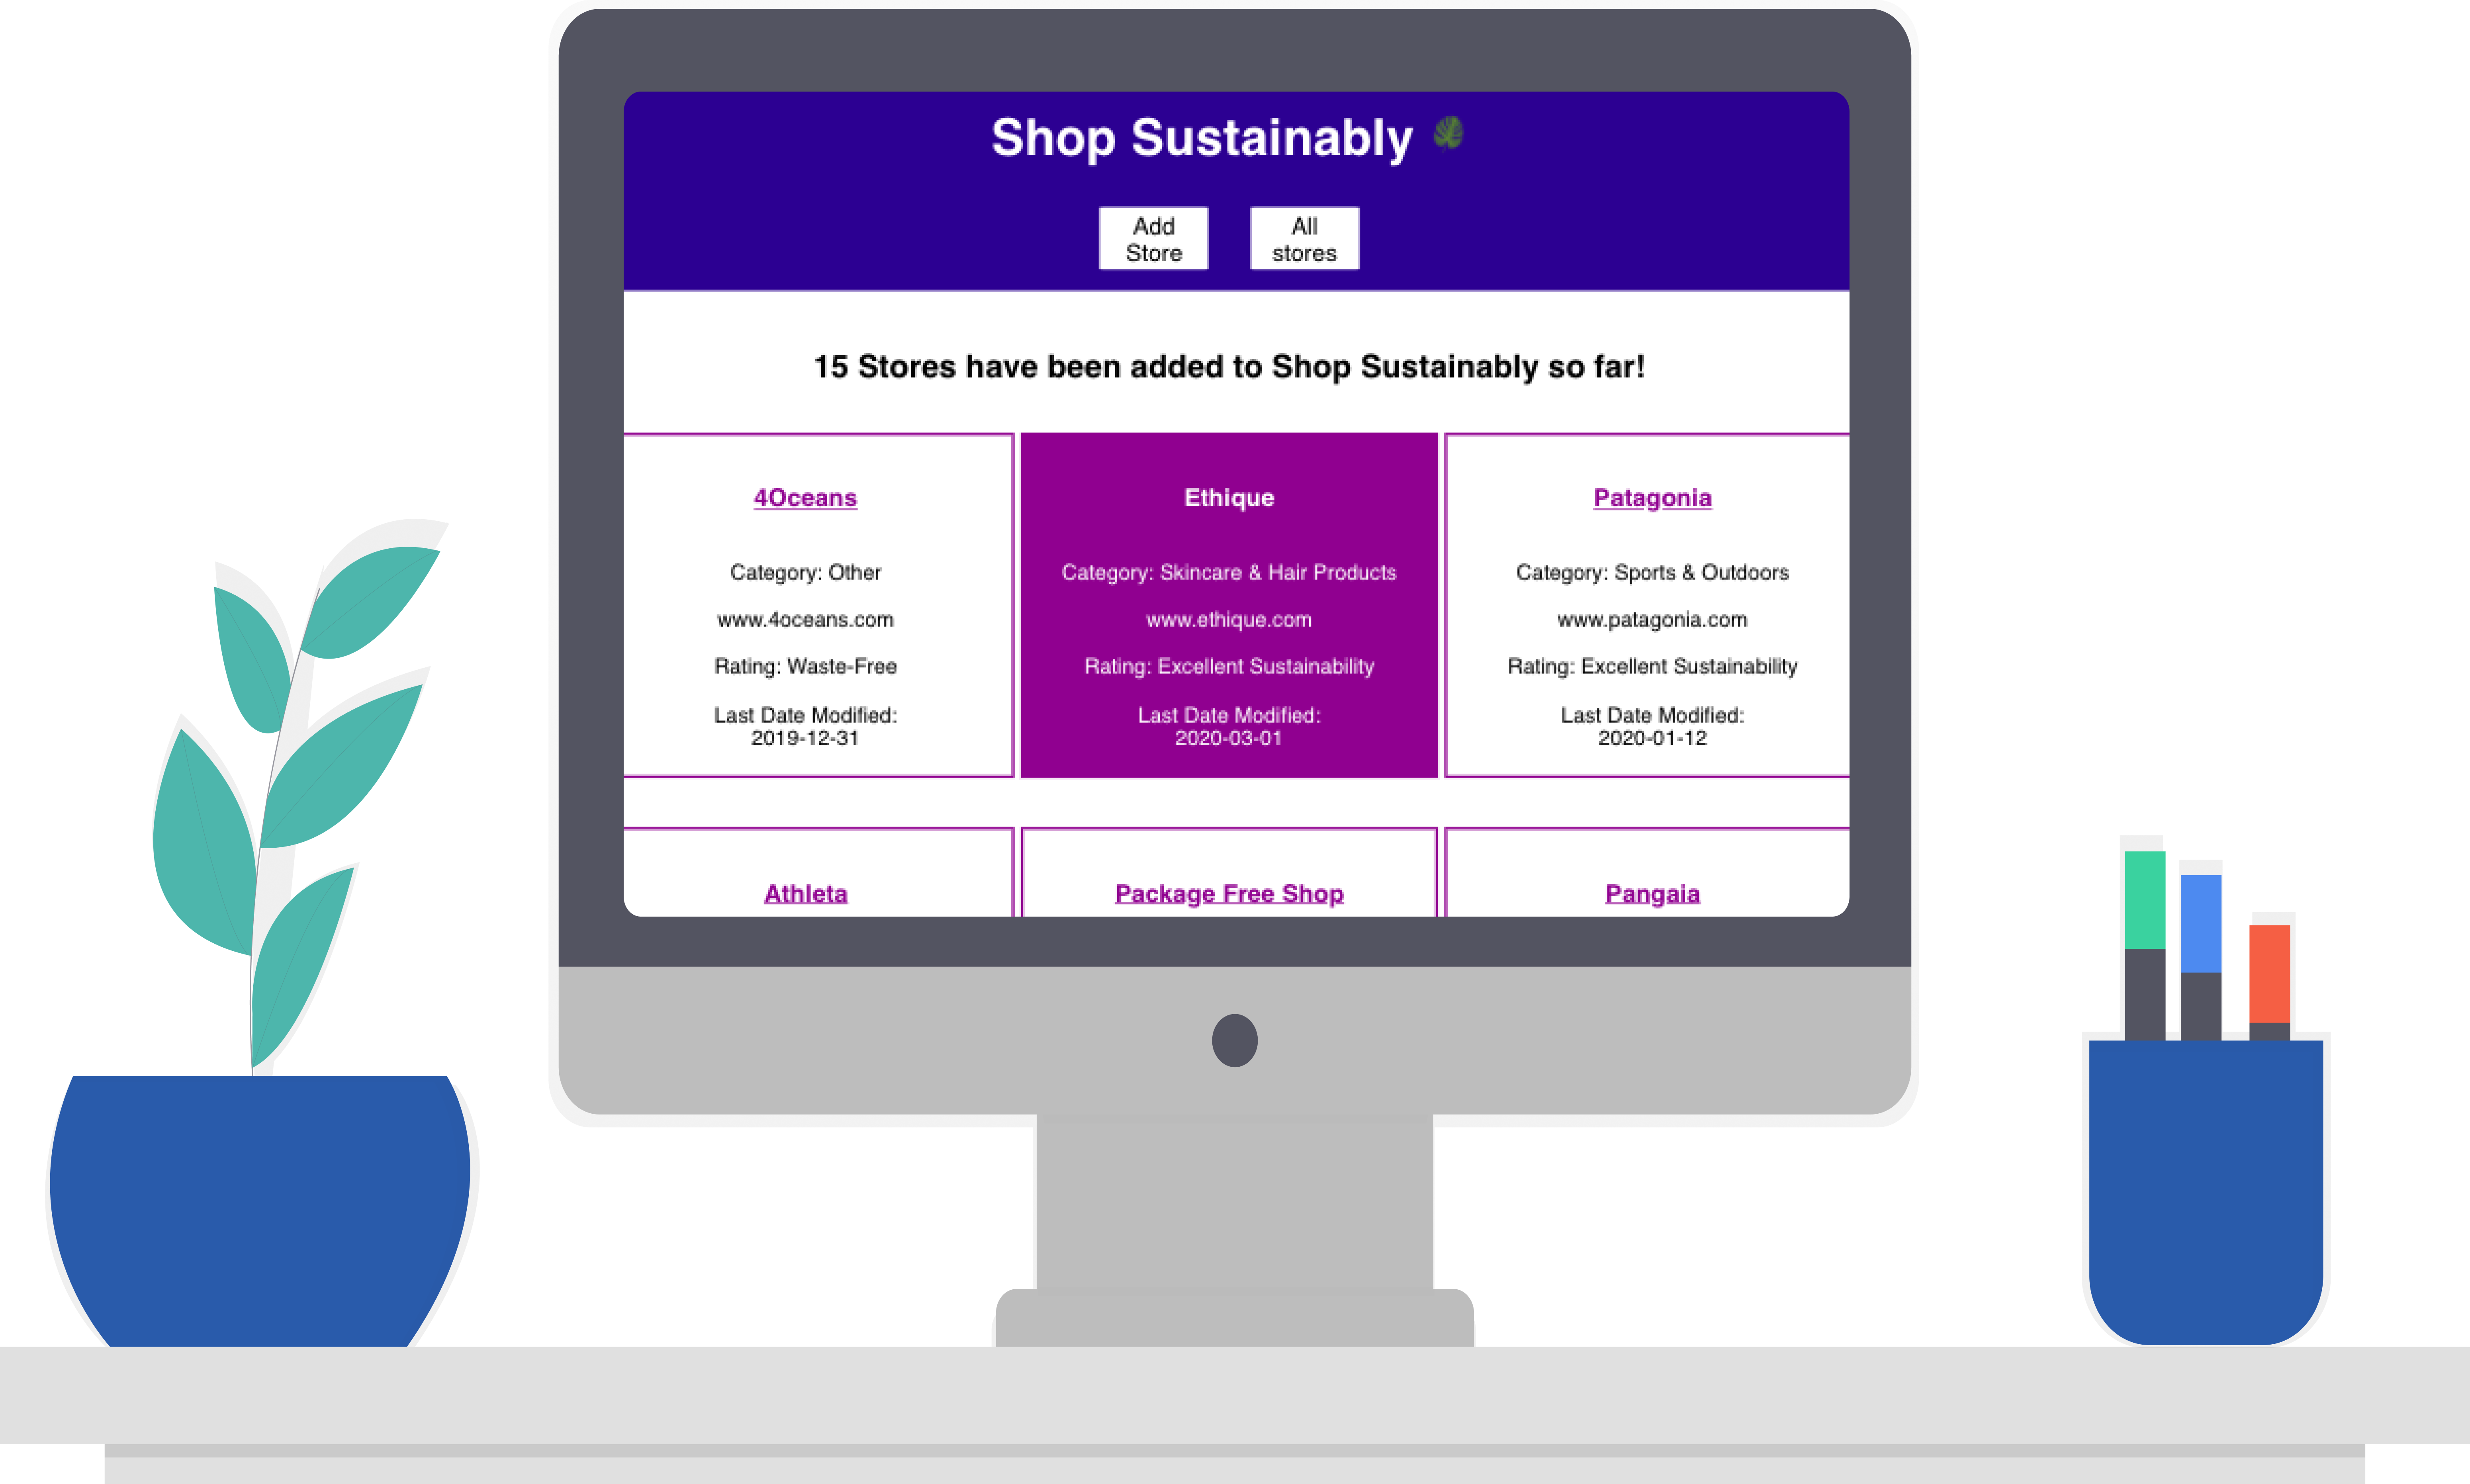 Shop Sustainably
Add
Store
All
stores
15 Stores have been added to Shop Sustainably so far!
4Oceans
Category: Other
www.4oceans.com
Rating: Waste-Free
Last Date Modified:
2019-12-31
Ethique
Category: Skincare & Hair Products
www.ethique.com
Rating: Excellent Sustainability
Last Date Modified:
2020-03-01
Patagonia
Category: Sports & Outdoors
www.patagonia.com
Rating: Excellent Sustainability
Last Date Modified:
2020-01-12
Athleta
Package Free Shop
Pangaia